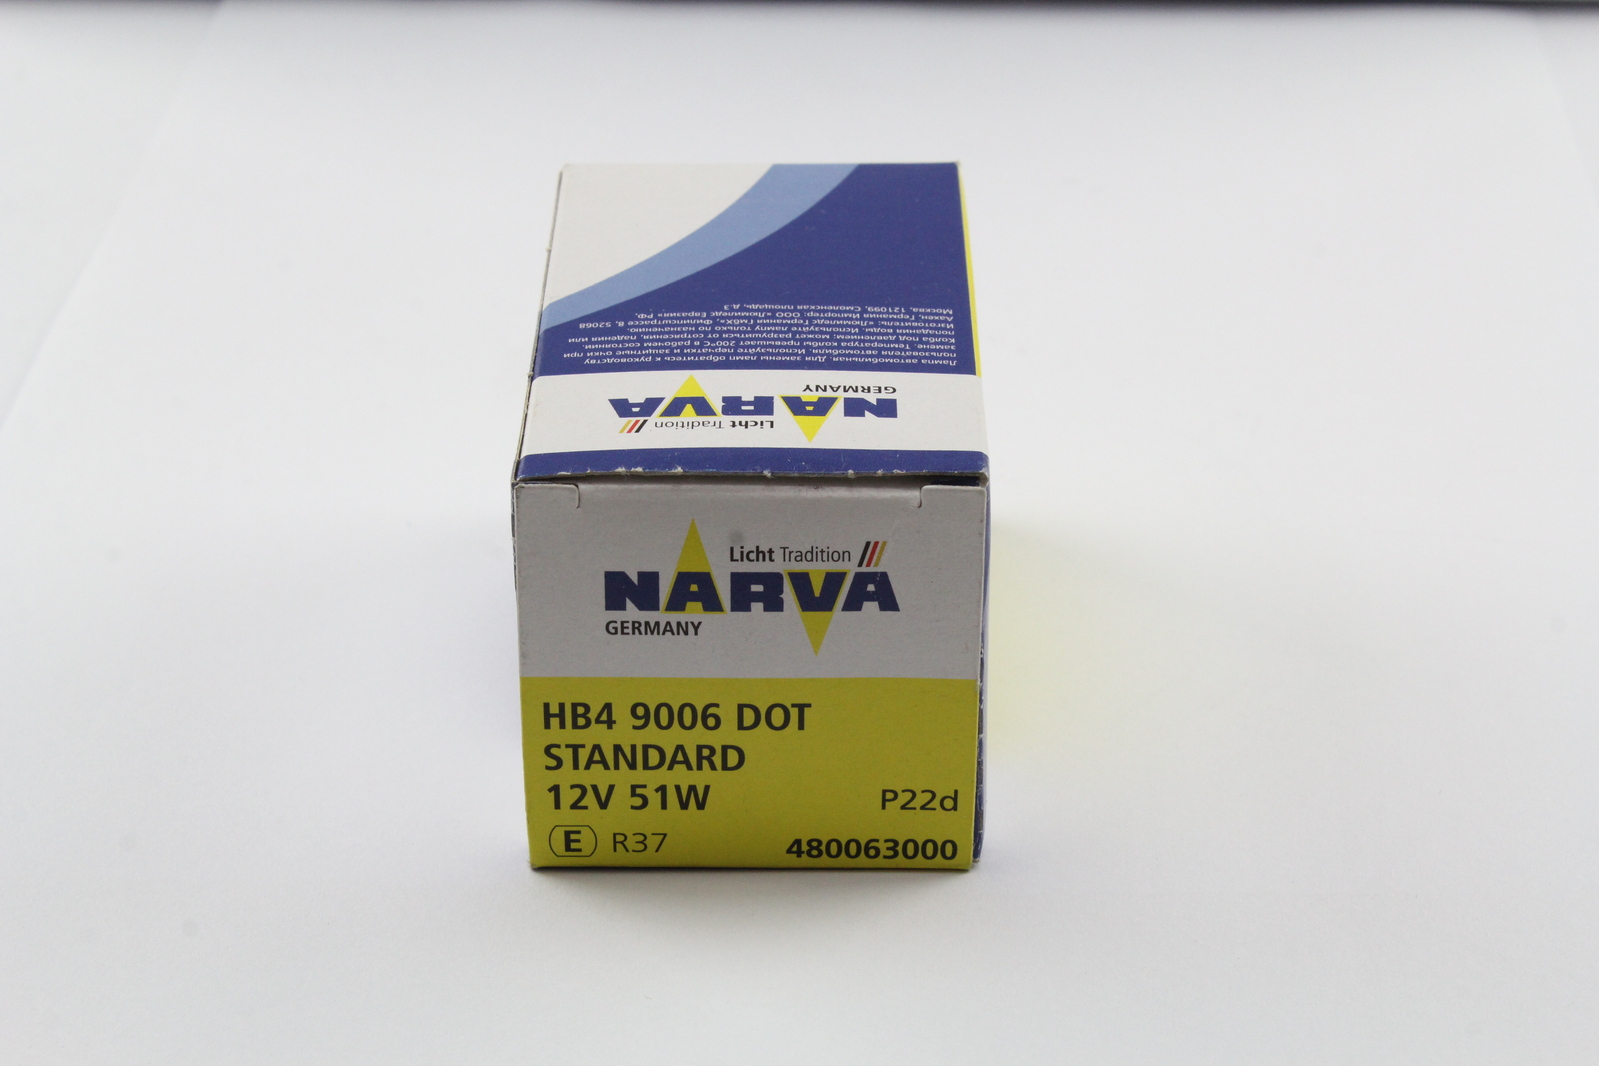 Лампа автомобильная. Для замены ламп обратитесь к руководству
пользователя автомобиля. Используйте перчатки и защитные очки при
замене. Температура колбы превышает 200°С в рабочем состоянии.
Колба под давлением: может разрушиться от сотрясения, падения или
попадания воды. Используйте лампу только по назначению.
Изготовитель: «Люмиледс Германия ГмбХ», Филипсштрассе 8, 52068
Аахен, Германия Импортер: ООО «Люмиледс Евразия» РФ,
Москва, 121099, Смоленская площадь, д.3
GERMANY
NARVA
Licht Tradition
Licht Tradition
NARVA
GERMANY
HB4 9006 DOT
STANDARD
12V 51W P22d
E R37 480063000